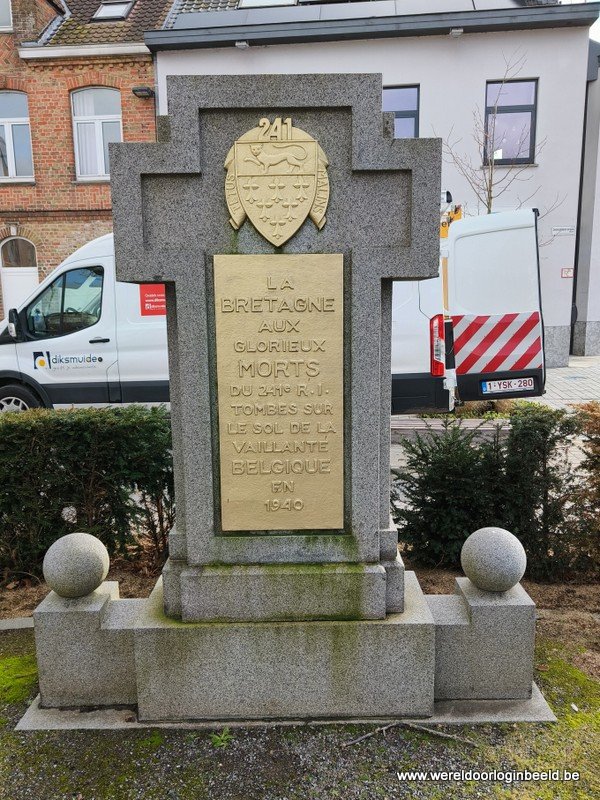 241
LA
BRETAGNE
AUX
GLORIEUX
MORTS
DU 241e R.I.
TOMBES SUR
LE SOL DE LA
VAILLANTE
BELGIQUE
EN
1940
diksmuide
1-YSK-280
www.wereldoorloginbeeld.be